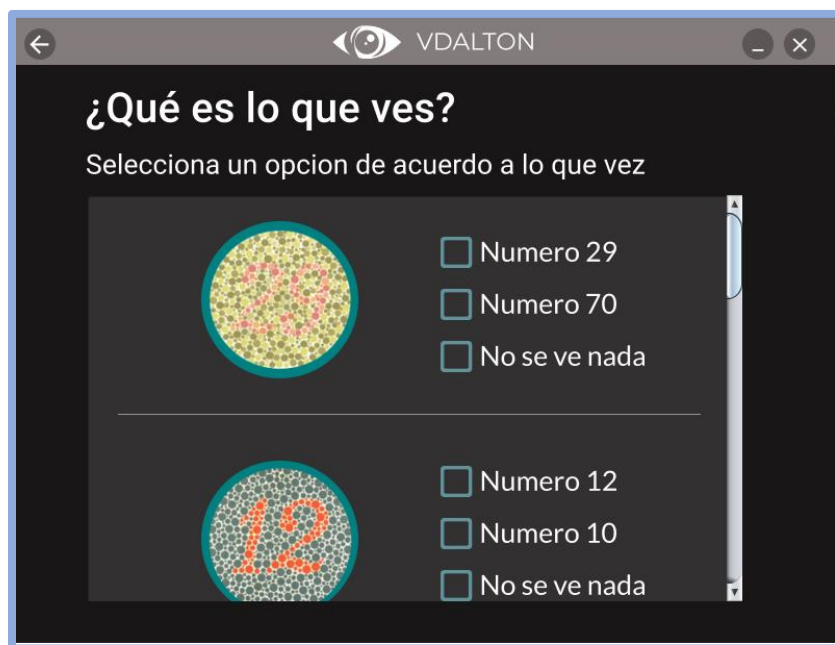 VDALTON
¿Qué es lo que ves?
Selecciona un opcion de acuerdo a lo que vez
29
Numero 29
Numero 70
No se ve nada
12
Numero 12
Numero 10
No se ve nada